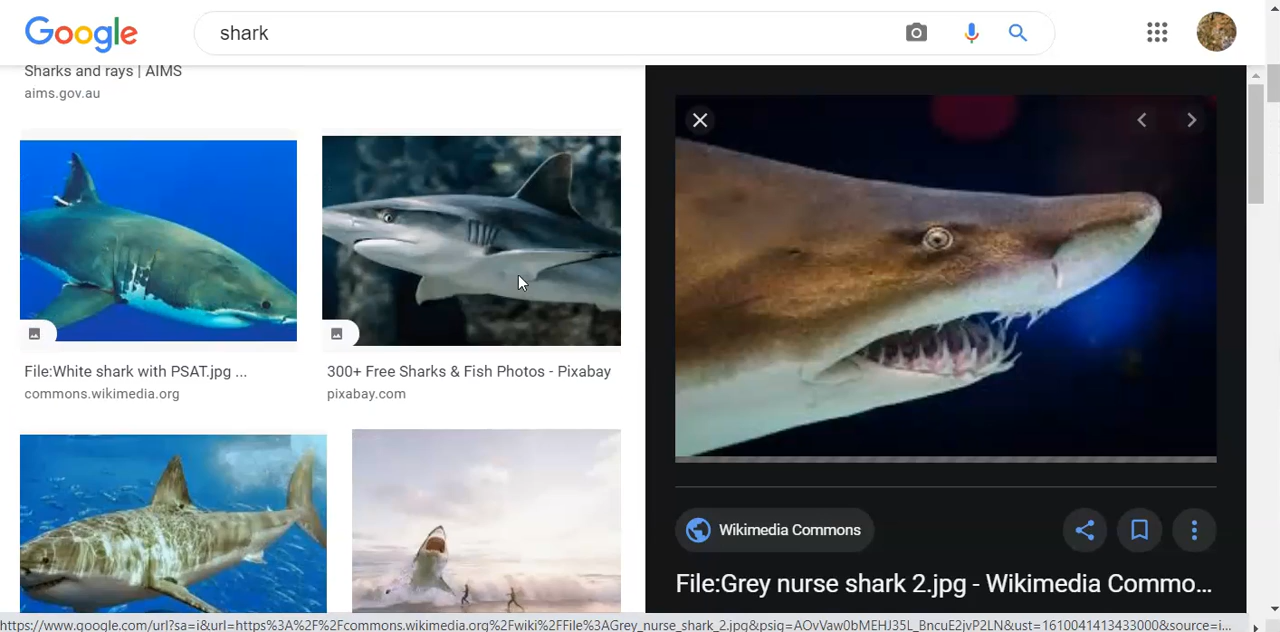 Google
shark
Sharks and rays | AIMS
aims.gov.au
File:White shark with PSAT.jpg ...
commons.wikimedia.org
300+ Free Sharks & Fish Photos - Pixabay
pixabay.com
Wikimedia Commons
File:Grey nurse shark 2.jpg - Wikimedia Commo...
https://www.google.com/url?sa=i&url=https%3A%2F%2Fcommons.wikimedia.org%2Fwiki%2FFile%3AGrey_nurse_shark_2.jpg&psig=AOvVaw0bMEHJ35L_BncuE2jvP2LN&ust=1610041413433000&source=i...